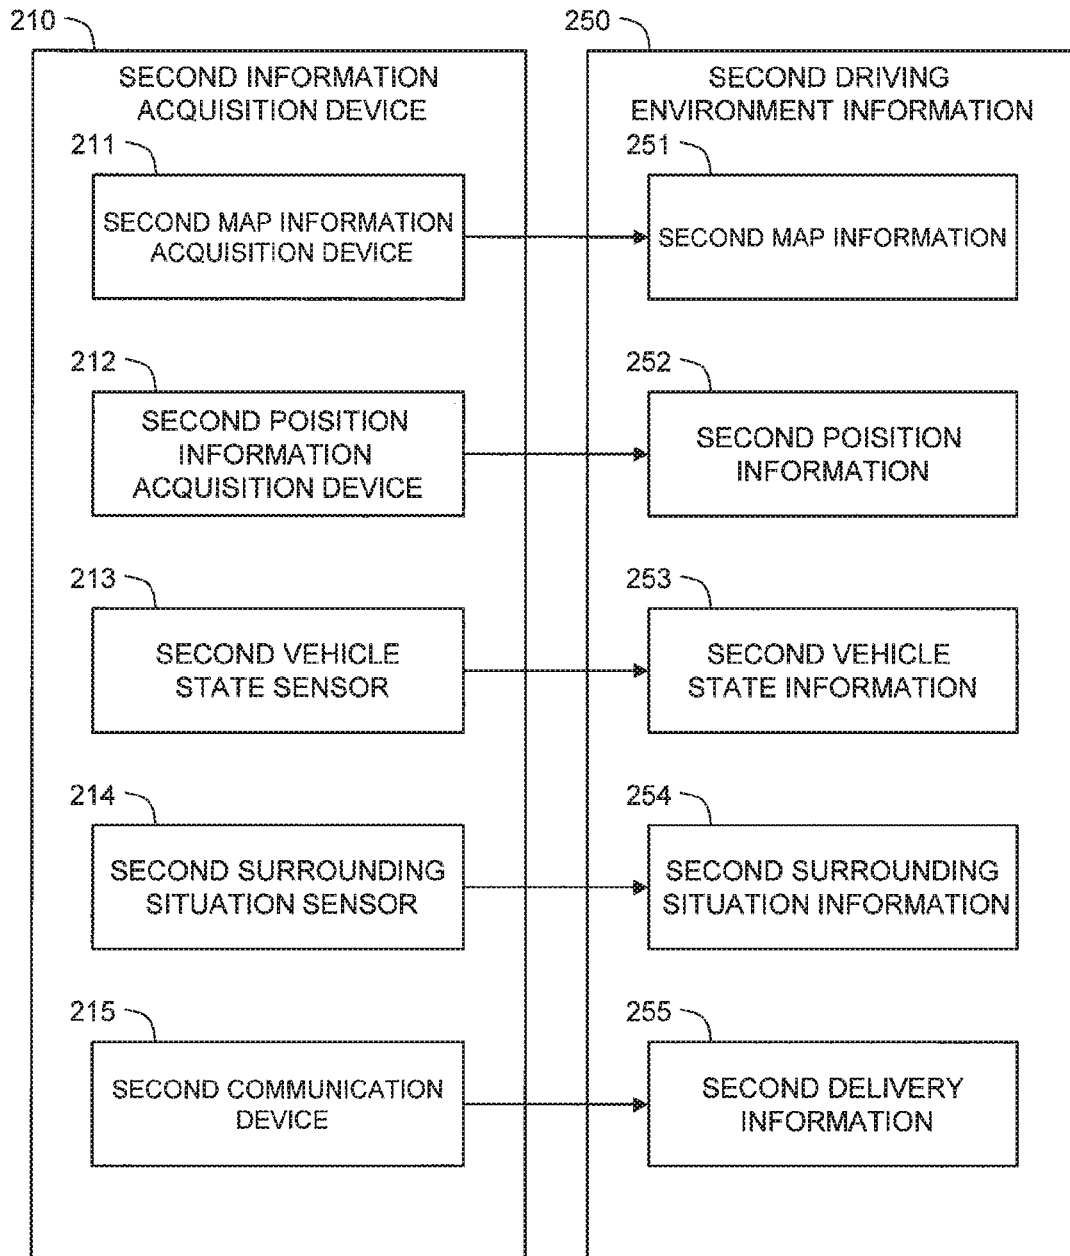 210
SECOND INFORMATION
ACQUISITION DEVICE
211
SECOND MAP INFORMATION
ACQUISITION DEVICE
212
SECOND POISITION
INFORMATION
ACQUISITION DEVICE
213
SECOND VEHICLE
STATE SENSOR
214
SECOND SURROUNDING
SITUATION SENSOR
215
SECOND COMMUNICATION
DEVICE
250
SECOND DRIVING
ENVIRONMENT INFORMATION
251
SECOND MAP INFORMATION
252
SECOND POISITION
INFORMATION
253
SECOND VEHICLE
STATE INFORMATION
254
SECOND SURROUNDING
SITUATION INFORMATION
255
SECOND DELIVERY
INFORMATION